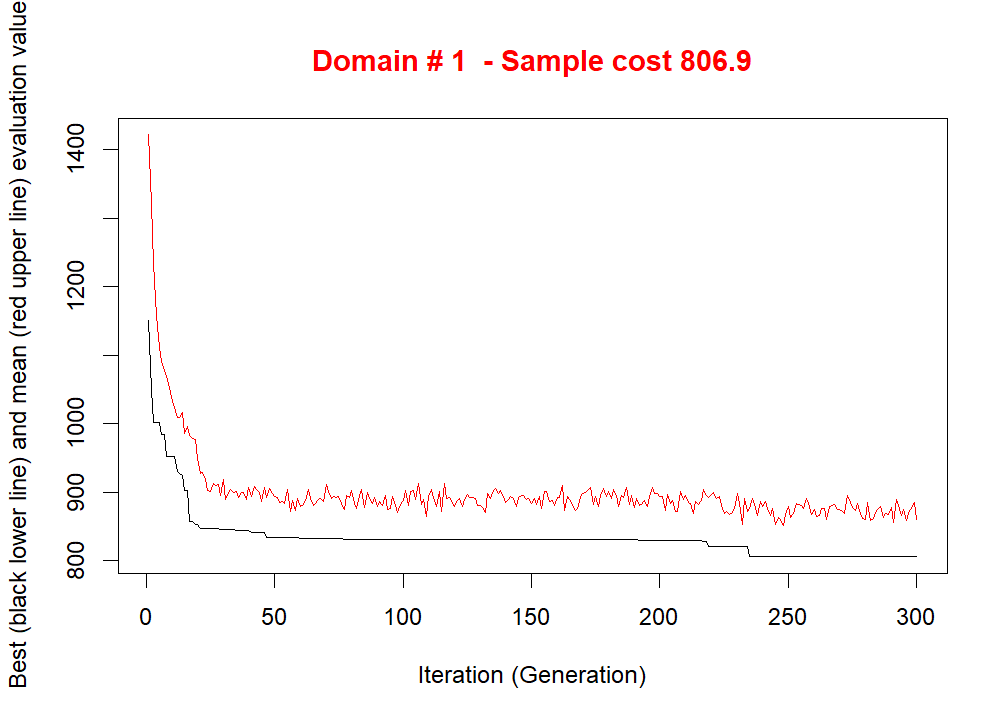 Domain # 1  - Sample cost 806.9
Best (black lower line) and mean (red upper line) evaluation value
1400
1200
1000
900
800
0 50 100 150 200 250 300
Iteration (Generation)